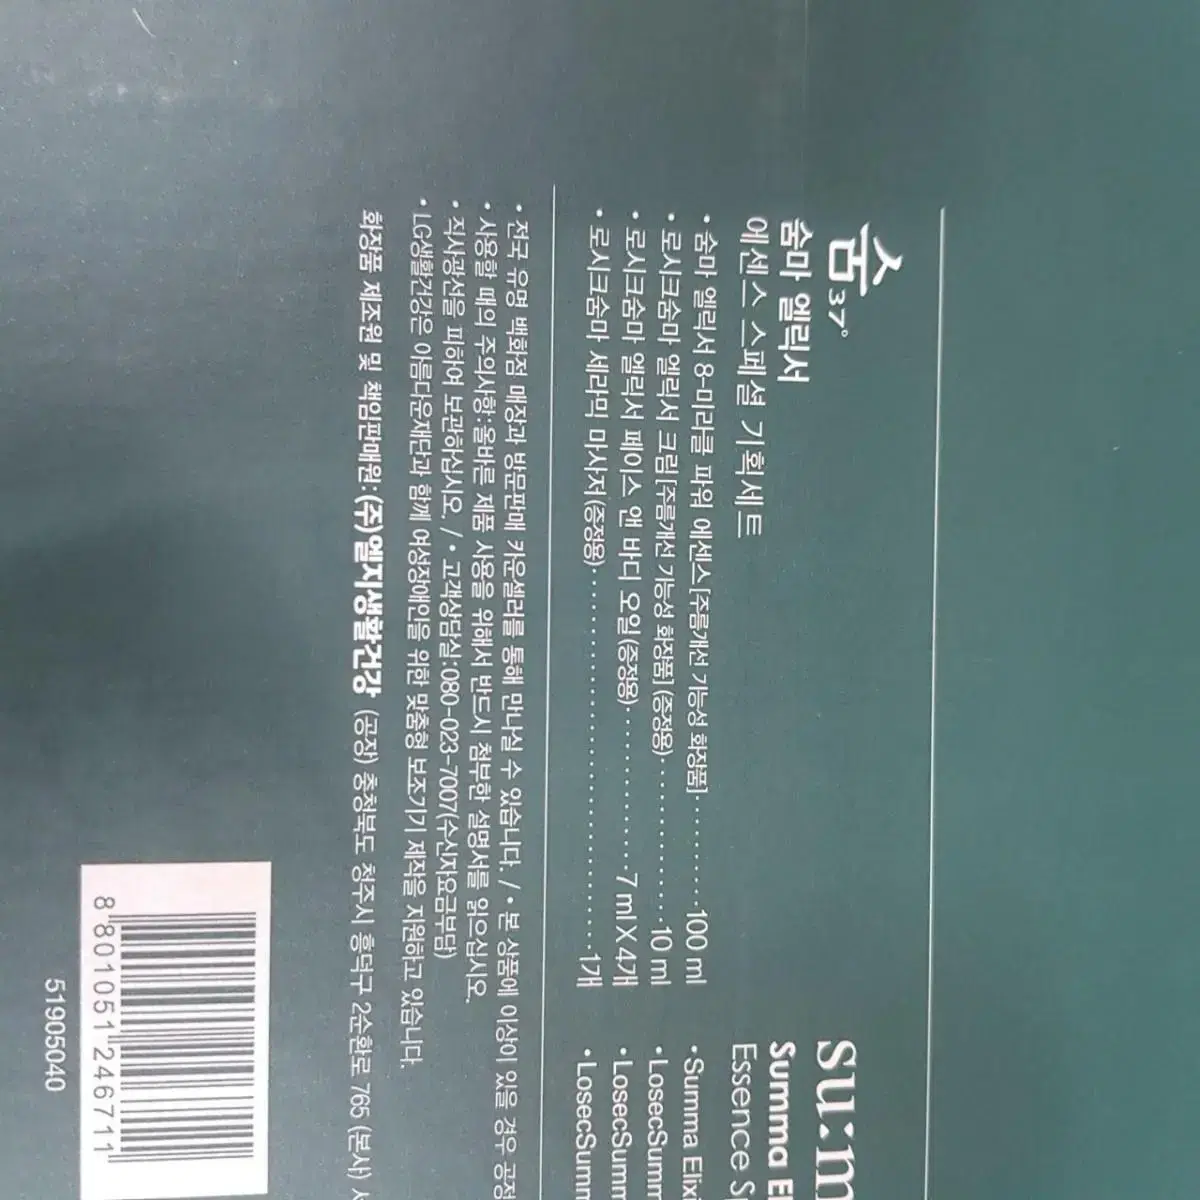 숨37°
숨마 엘릭서
에센스 스페셜 기획세트
• 숨마 엘릭서 8-미라클 파워 에센스[주름개선 기능성 화장품]········100 ml
• 로시크숨마 엘릭서 크림[주름개선 기능성 화장품](증정용)···········10 ml
• 로시크숨마 엘릭서 페이스 앤 바디 오일(증정용)············7 ml X 4개
• 로시크숨마 세라믹 마사저(증정용)·····························1개
• 전국 유명 백화점 매장과 방문판매 카운셀러를 통해 만나실 수 있습니다. / • 본 상품에 이상이 있을 경우 공정
• 사용할 때의 주의사항:올바른 제품 사용을 위해서 반드시 첨부한 설명서를 읽으십시오.
• 직사광선을 피하여 보관하십시오. / • 고객상담실:080-023-7007(수신자요금부담)
• LG생활건강은 아름다운재단과 함께 여성장애인을 위한 맞춤형 보조기기 제작을 지원하고 있습니다.
화장품 제조원 및 책임판매원:(주)엘지생활건강 (공장) 충청북도 청주시 흥덕구 2순환로 765 (본사) 서
su:m
Summa El
Essence S
• Summa Elixi
• LosecSumm
• LosecSumm
• LosecSumm
8 801051 246711
51905040